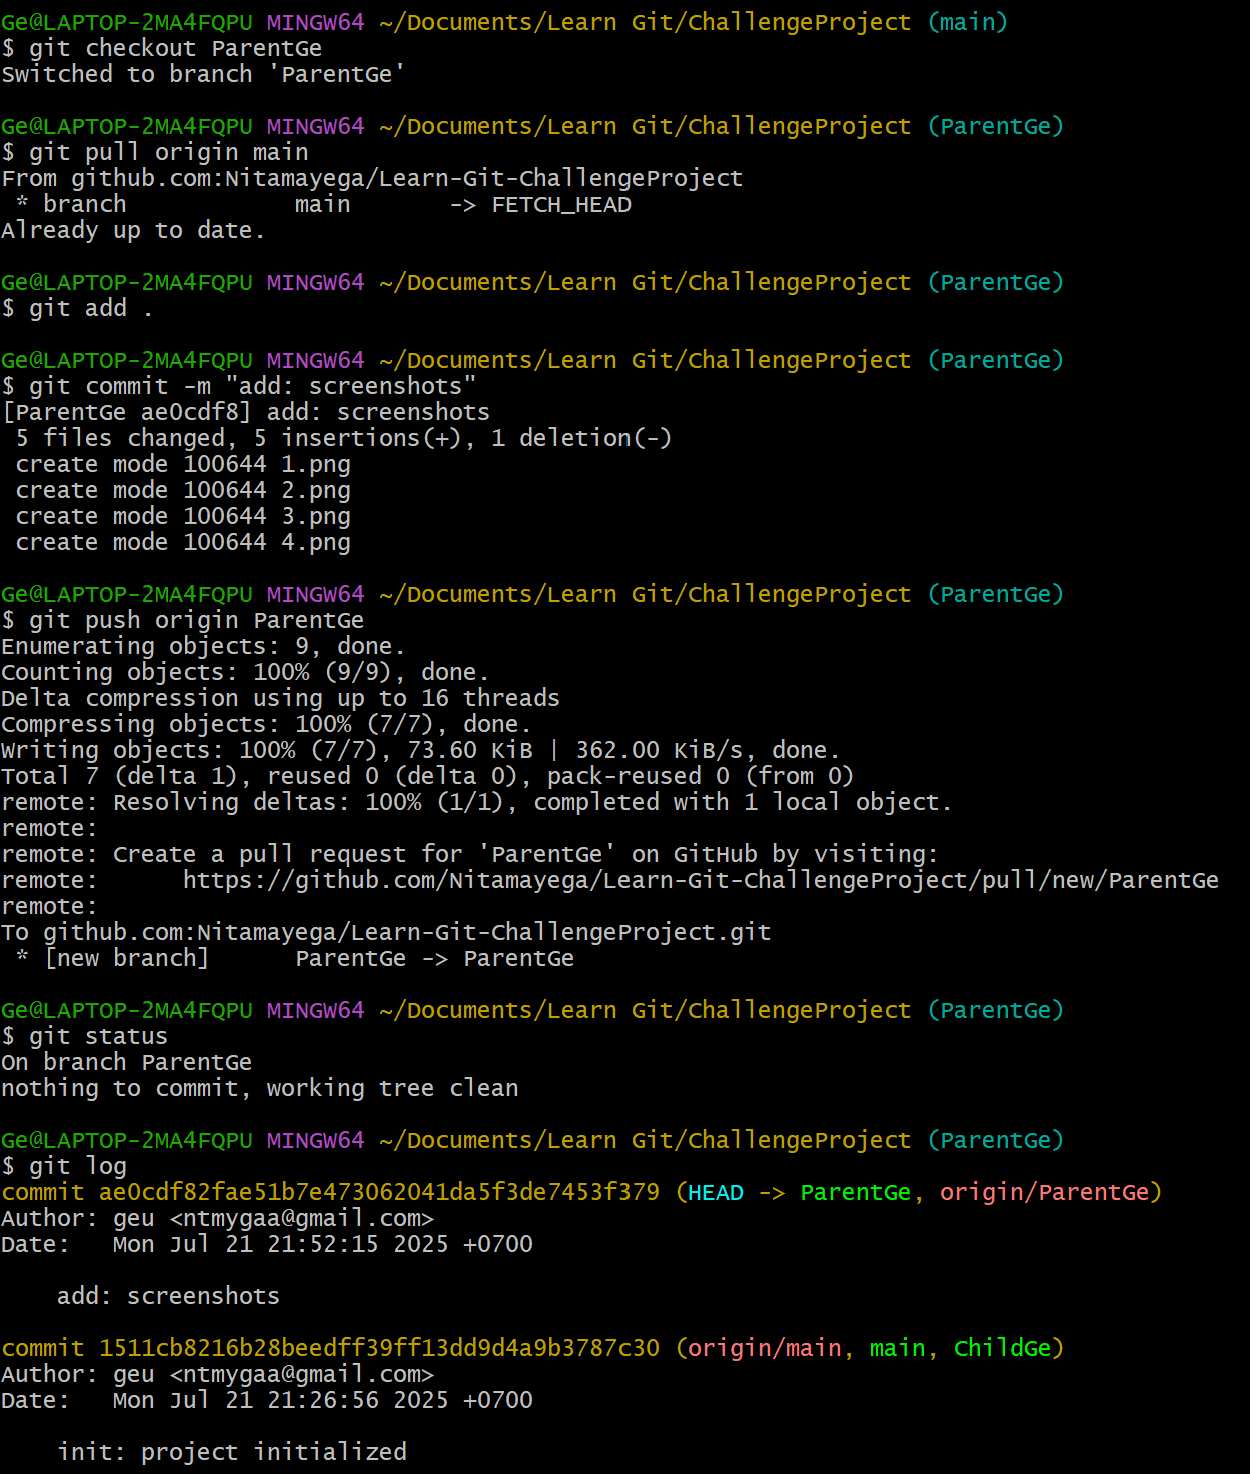 Ge@LAPTOP-2MA4FQPU MINGW64 ~/Documents/Learn Git/ChallengeProject (main)
$ git checkout ParentGe
Switched to branch 'ParentGe'
Ge@LAPTOP-2MA4FQPU MINGW64 ~/Documents/Learn Git/ChallengeProject (ParentGe)
$ git pull origin main
From github.com:Nitamayega/Learn-Git-ChallengeProject
 * branch            main       -> FETCH_HEAD
Already up to date.
Ge@LAPTOP-2MA4FQPU MINGW64 ~/Documents/Learn Git/ChallengeProject (ParentGe)
$ git add .
Ge@LAPTOP-2MA4FQPU MINGW64 ~/Documents/Learn Git/ChallengeProject (ParentGe)
$ git commit -m "add: screenshots"
[ParentGe ae0cdf8] add: screenshots
 5 files changed, 5 insertions(+), 1 deletion(-)
 create mode 100644 1.png
 create mode 100644 2.png
 create mode 100644 3.png
 create mode 100644 4.png
Ge@LAPTOP-2MA4FQPU MINGW64 ~/Documents/Learn Git/ChallengeProject (ParentGe)
$ git push origin ParentGe
Enumerating objects: 9, done.
Counting objects: 100% (9/9), done.
Delta compression using up to 16 threads
Compressing objects: 100% (7/7), done.
Writing objects: 100% (7/7), 73.60 KiB | 362.00 KiB/s, done.
Total 7 (delta 1), reused 0 (delta 0), pack-reused 0 (from 0)
remote: Resolving deltas: 100% (1/1), completed with 1 local object.
remote:
remote: Create a pull request for 'ParentGe' on GitHub by visiting:
remote:      https://github.com/Nitamayega/Learn-Git-ChallengeProject/pull/new/ParentGe
remote:
To github.com:Nitamayega/Learn-Git-ChallengeProject.git
 * [new branch]      ParentGe -> ParentGe
Ge@LAPTOP-2MA4FQPU MINGW64 ~/Documents/Learn Git/ChallengeProject (ParentGe)
$ git status
On branch ParentGe
nothing to commit, working tree clean
Ge@LAPTOP-2MA4FQPU MINGW64 ~/Documents/Learn Git/ChallengeProject (ParentGe)
$ git log
commit ae0cdf82fae51b7e473062041da5f3de7453f379 (HEAD -> ParentGe, origin/ParentGe)
Author: geu <ntmygaa@gmail.com>
Date:   Mon Jul 21 21:52:15 2025 +0700
    add: screenshots
commit 1511cb8216b28beedff39ff13dd9d4a9b3787c30 (origin/main, main, ChildGe)
Author: geu <ntmygaa@gmail.com>
Date:   Mon Jul 21 21:26:56 2025 +0700
    init: project initialized